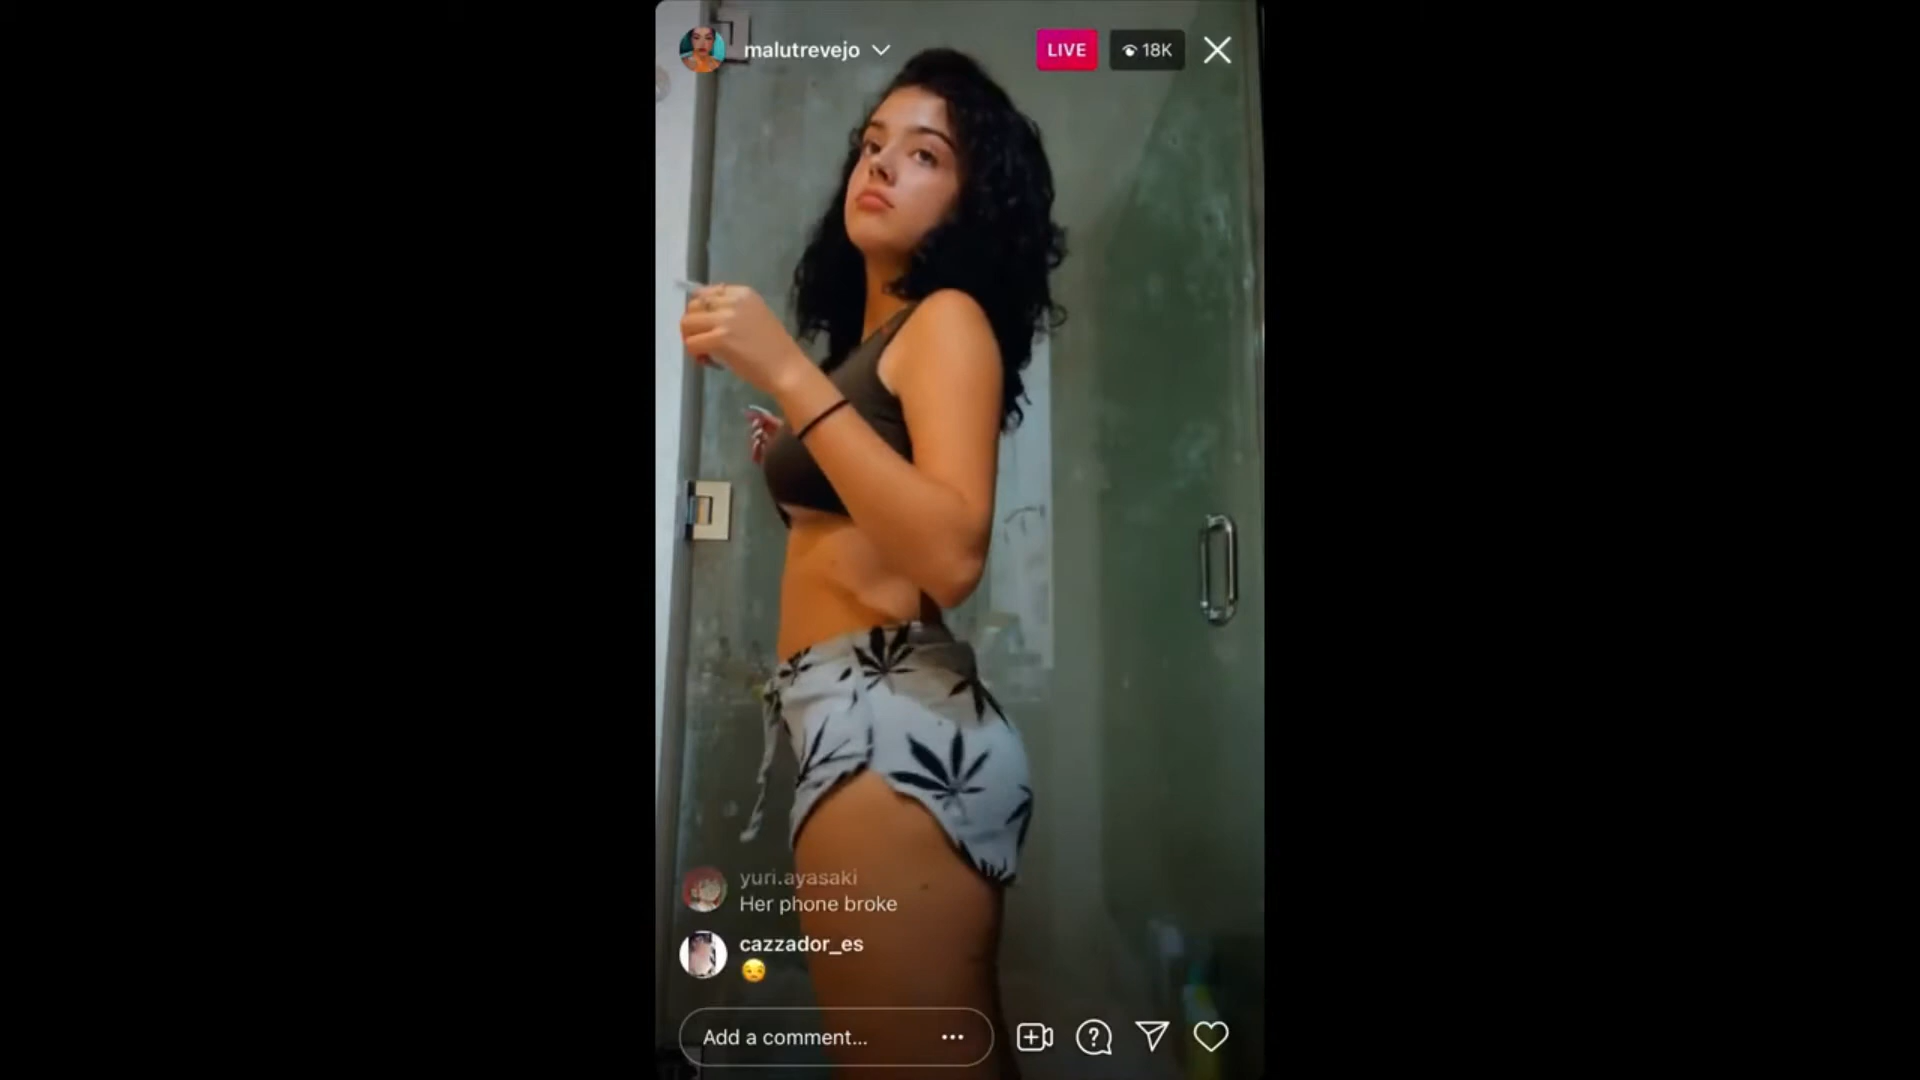 malutrevejo
LIVE
18K
yuri.ayasaki
Her phone broke
cazzador_es
😒
Add a comment...